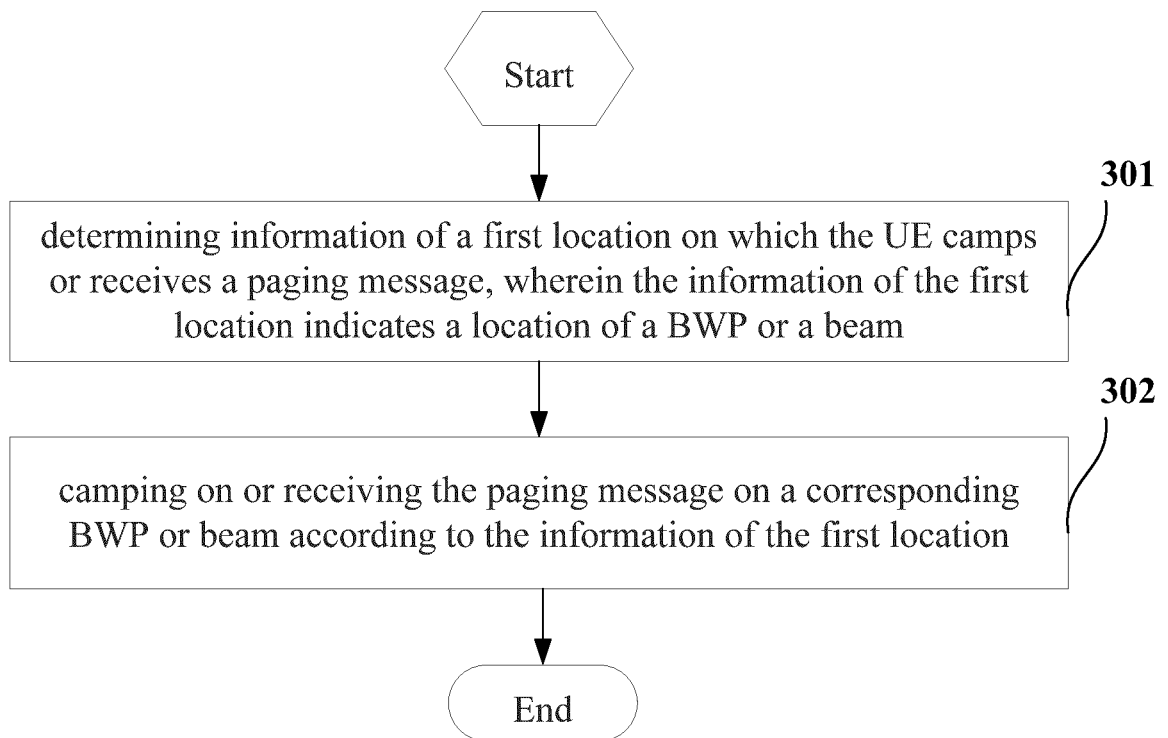 Start
301
determining information of a first location on which the UE camps
or receives a paging message, wherein the information of the first
location indicates a location of a BWP or a beam
302
camping on or receiving the paging message on a corresponding
BWP or beam according to the information of the first location
End